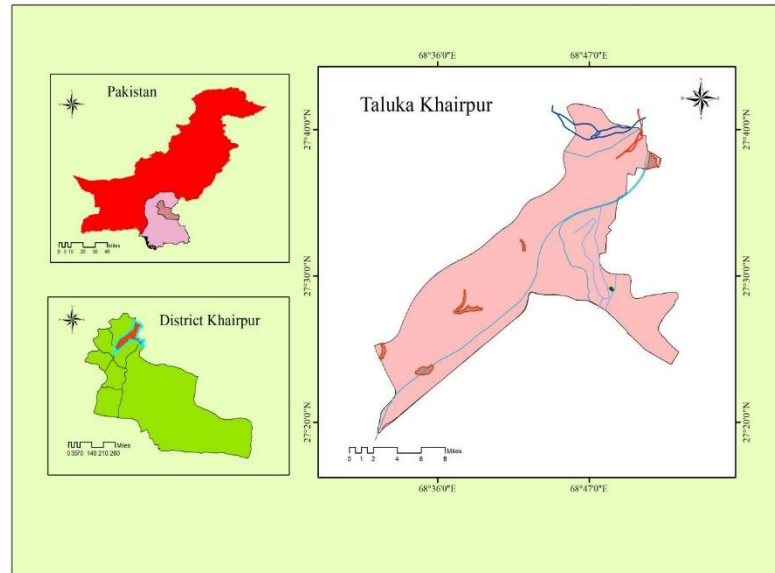 Pakistan
0 5 10 20 30 40
Miles
District Khairpur
0 3570 140 210 280
Miles
68°36'0"E 68°47'0"E
Taluka Khairpur
27°40'0"N 27°40'0"N
27°30'0"N 27°30'0"N
27°20'0"N 27°20'0"N
0 1 2 4 6 8
Miles
68°36'0"E 68°47'0"E